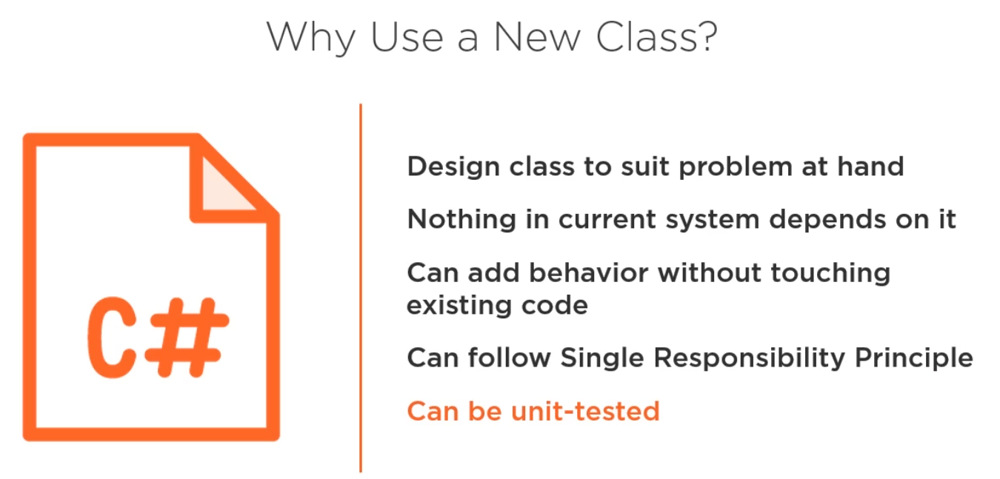 Why Use a New Class?
C#
Design class to suit problem at hand
Nothing in current system depends on it
Can add behavior without touching
existing code
Can follow Single Responsibility Principle
Can be unit-tested